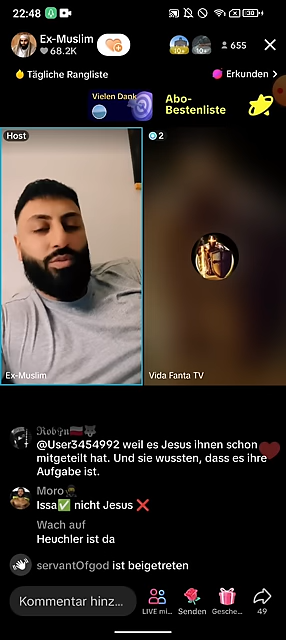 22:48
Ex-Muslim
68.2K
10+
10+
655
Tägliche Rangliste
Erkunden >
Vielen Dank
Abo-
Bestenliste
Host
2
Ex-Muslim
Vida Fanta TV
@User3454992 weil es Jesus ihnen schon
mitgeteilt hat. Und sie wussten, dass es ihre
Aufgabe ist.
Moro
Issa✅ nicht Jesus ❌
Wach auf
Heuchler ist da
servantOfgod ist beigetreten
Kommentar hinz...
LIVE mi...
Senden
Gesche...
49